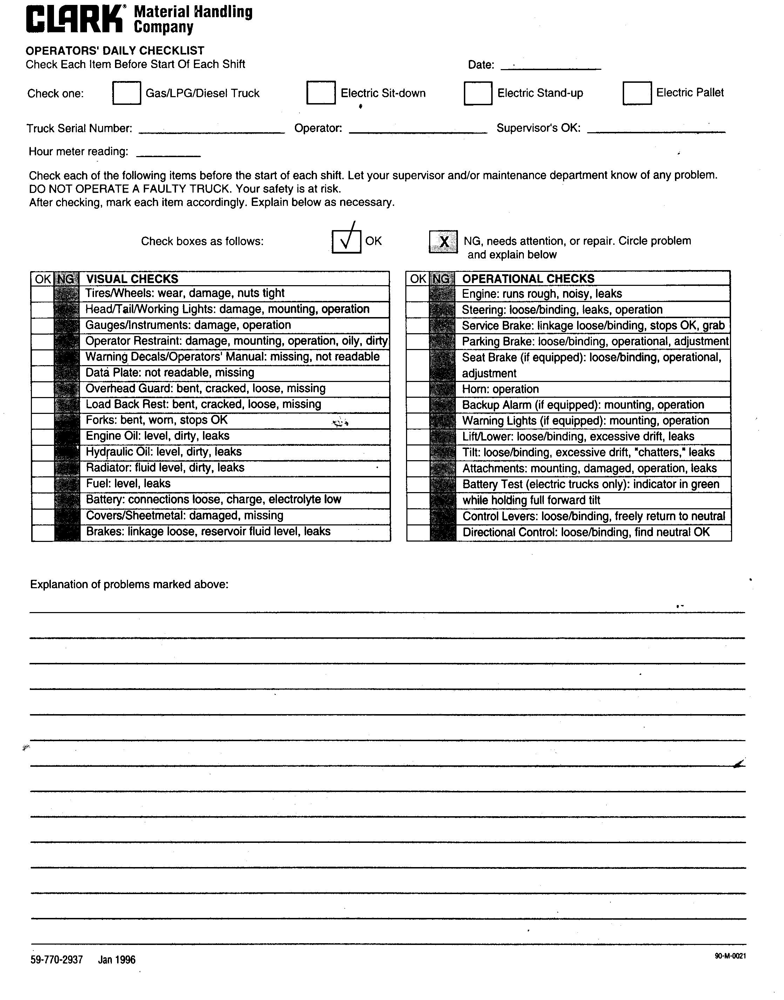 CLARK® Material Handling
Company
OPERATORS' DAILY CHECKLIST
Check Each Item Before Start Of Each Shift
Date:
Check one: Gas/LPG/Diesel Truck Electric Sit-down Electric Stand-up Electric Pallet
Truck Serial Number: Operator: Supervisor's OK:
Hour meter reading:
Check each of the following items before the start of each shift. Let your supervisor and/or maintenance department know of any problem.
DO NOT OPERATE A FAULTY TRUCK. Your safety is at risk.
After checking, mark each item accordingly. Explain below as necessary.
Check boxes as follows: √ OK X NG, needs attention, or repair. Circle problem
and explain below
OK NG VISUAL CHECKS
Tires/Wheels: wear, damage, nuts tight
Head/Tail/Working Lights: damage, mounting, operation
Gauges/Instruments: damage, operation
Operator Restraint: damage, mounting, operation, oily, dirty
Warning Decals/Operators' Manual: missing, not readable
Data Plate: not readable, missing
Overhead Guard: bent, cracked, loose, missing
Load Back Rest: bent, cracked, loose, missing
Forks: bent, worn, stops OK
Engine Oil: level, dirty, leaks
Hydraulic Oil: level, dirty, leaks
Radiator: fluid level, dirty, leaks
Fuel: level, leaks
Battery: connections loose, charge, electrolyte low
Covers/Sheetmetal: damaged, missing
Brakes: linkage loose, reservoir fluid level, leaks
OK NG OPERATIONAL CHECKS
Engine: runs rough, noisy, leaks
Steering: loose/binding, leaks, operation
Service Brake: linkage loose/binding, stops OK, grab
Parking Brake: loose/binding, operational, adjustment
Seat Brake (if equipped): loose/binding, operational,
adjustment
Horn: operation
Backup Alarm (if equipped): mounting, operation
Warning Lights (if equipped): mounting, operation
Lift/Lower: loose/binding, excessive drift, leaks
Tilt: loose/binding, excessive drift, "chatters," leaks
Attachments: mounting, damaged, operation, leaks
Battery Test (electric trucks only): indicator in green
while holding full forward tilt
Control Levers: loose/binding, freely return to neutral
Directional Control: loose/binding, find neutral OK
Explanation of problems marked above:
59-770-2937 Jan 1996
90-M-0021